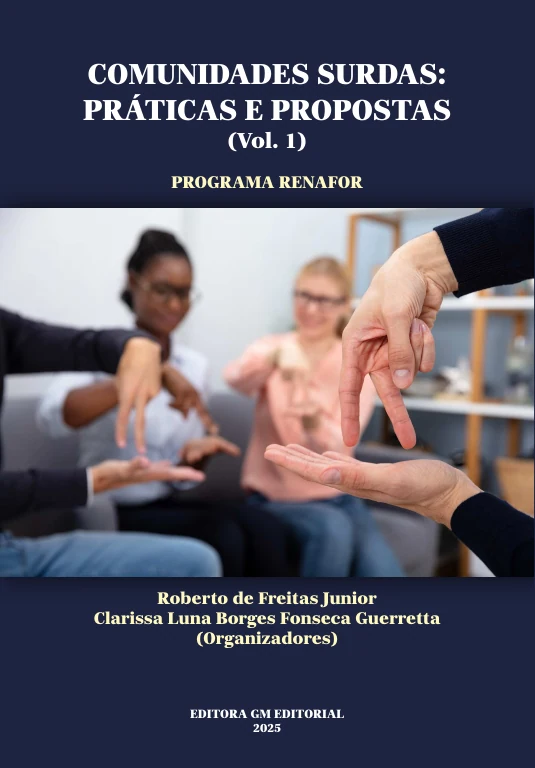 COMUNIDADES SURDAS:
PRÁTICAS E PROPOSTAS
(Vol. 1)
PROGRAMA RENAFOR
Roberto de Freitas Junior
Clarissa Luna Borges Fonseca Guerretta
(Organizadores)
EDITORA GM EDITORIAL
2025